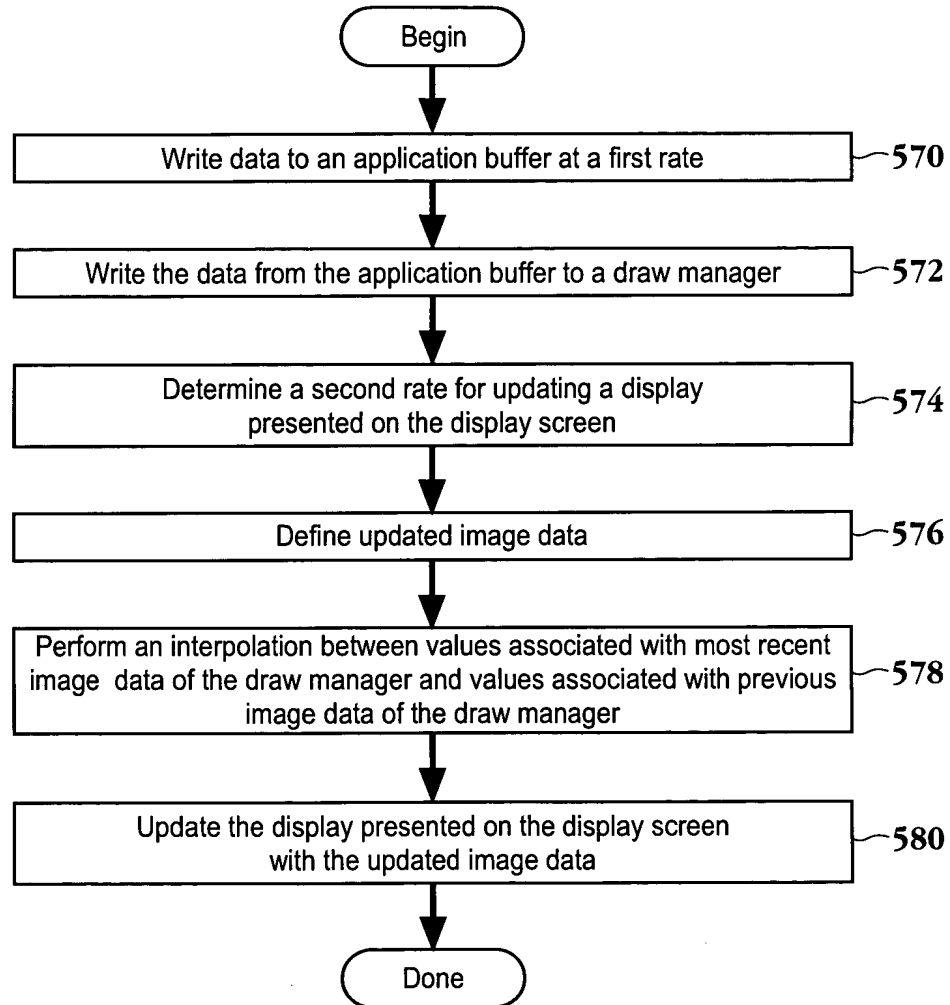 Begin
Write data to an application buffer at a first rate
570
Write the data from the application buffer to a draw manager
572
Determine a second rate for updating a display
presented on the display screen
574
Define updated image data
576
Perform an interpolation between values associated with most recent
image data of the draw manager and values associated with previous
image data of the draw manager
578
Update the display presented on the display screen
with the updated image data
580
Done